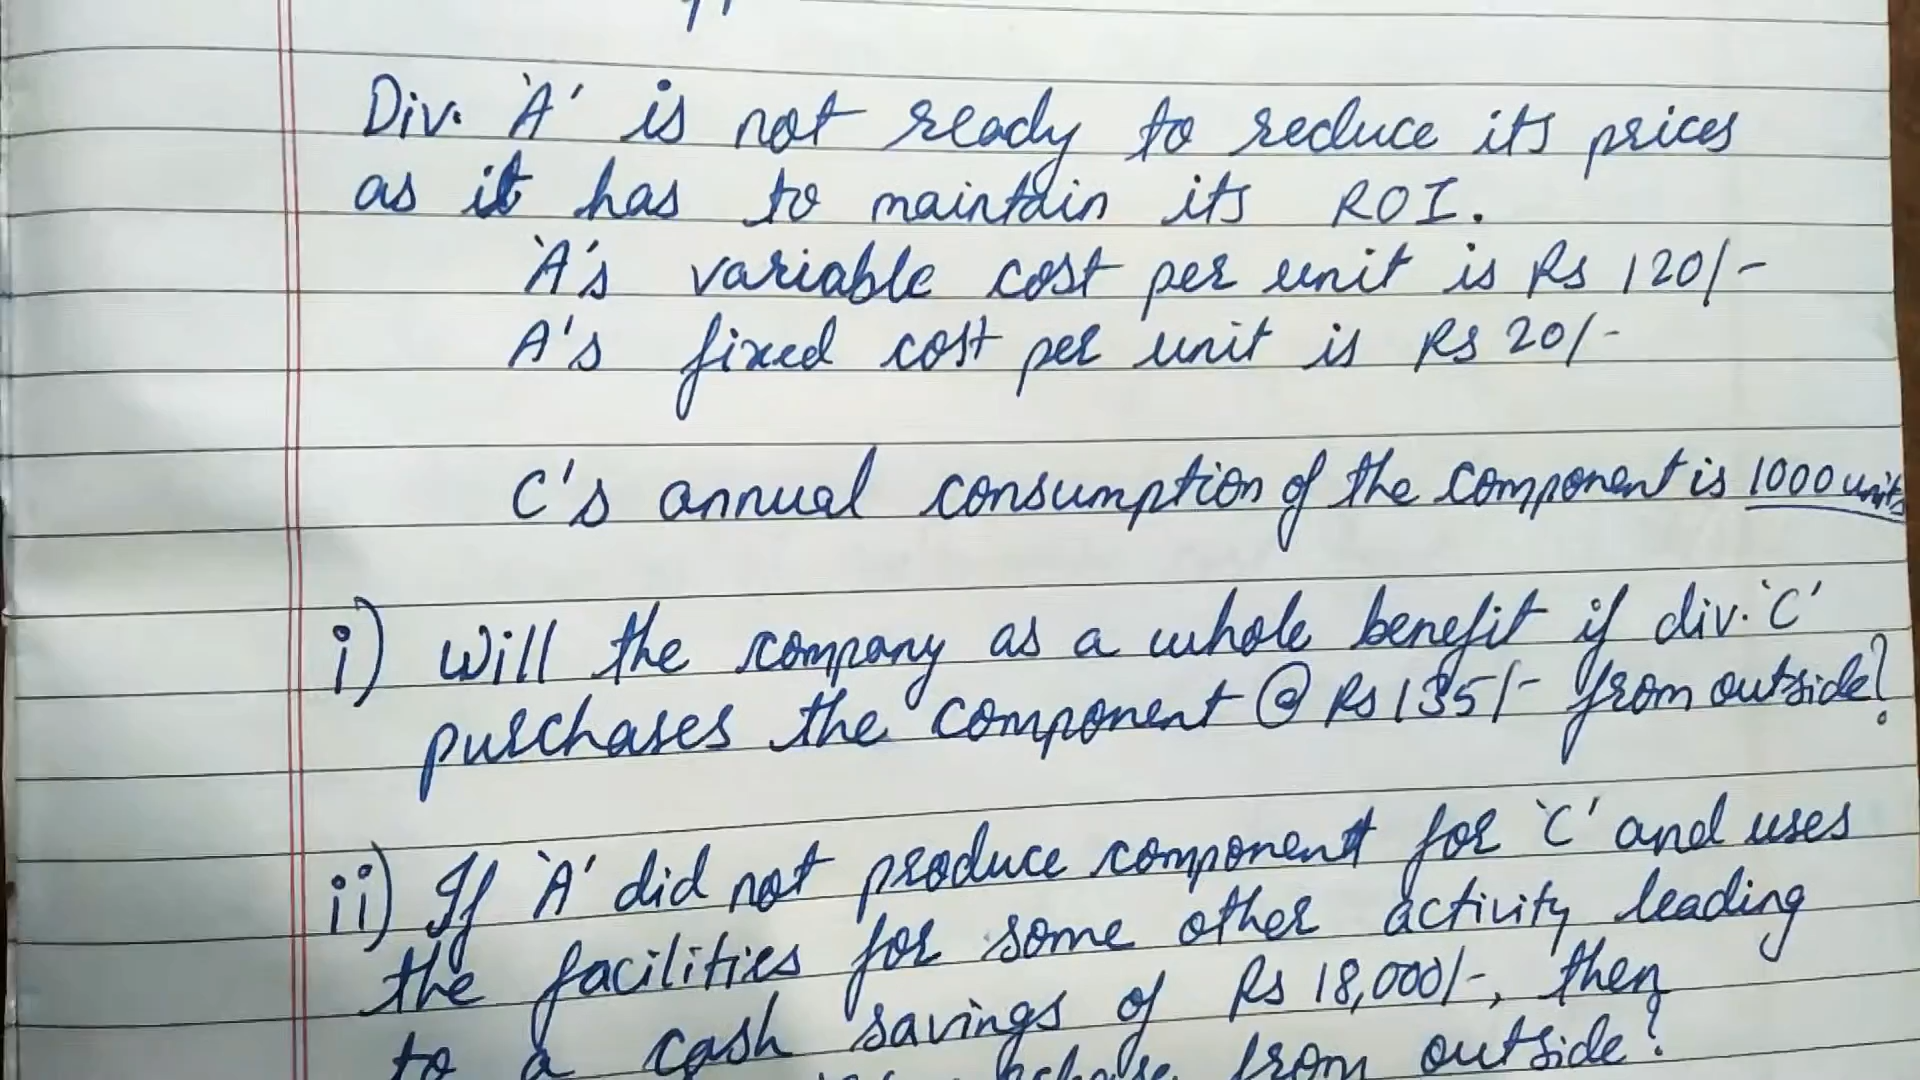 Div. 'A' is not ready to reduce its prices
as it has to maintain its ROI.
'A's variable cost per unit is Rs 120/-
A's fixed cost per unit is Rs 20/-
C's annual consumption of the component is 1000 units
i) Will the company as a whole benefit if div. 'C'
purchases the component @ Rs 135/- from outside?
ii) If 'A' did not produce component for 'C' and uses
the facilities for some other activity leading
to a cash savings of Rs 18,000/-, then
from outside?